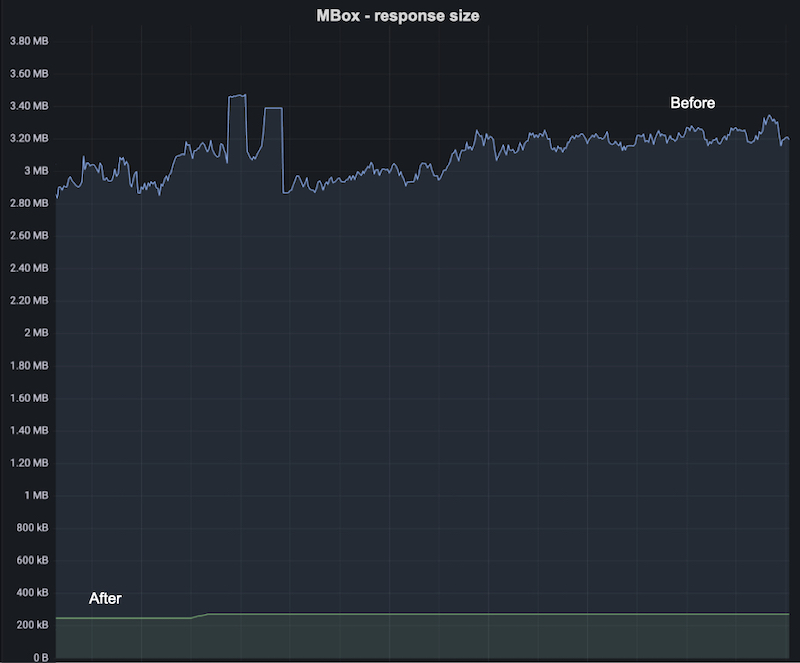 MBox - response size
3.80 MB
3.60 MB
3.40 MB
Before
3.20 MB
3 MB
2.80 MB
2.60 MB
2.40 MB
2.20 MB
2 MB
1.80 MB
1.60 MB
1.40 MB
1.20 MB
1 MB
800 kB
600 kB
400 kB
After
200 kB
0 B